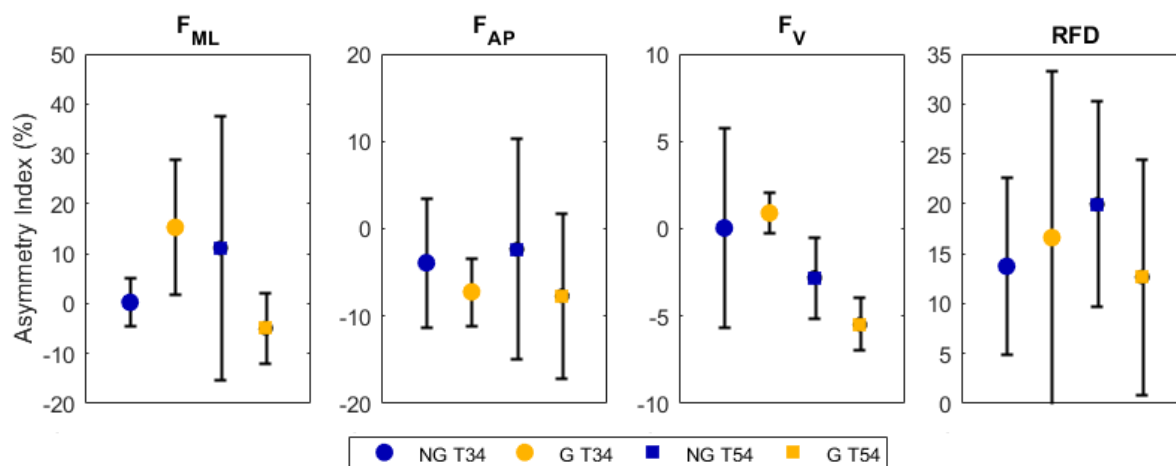 F_ML F_AP F_V RFD
50 20 10 35
40 30
30 10 5 25
20 20
10 0 0 15
0 10
-10 -10 -5 5
-20 -20 -10 0
Asymmetry Index (%)
NG T34 G T34 NG T54 G T54